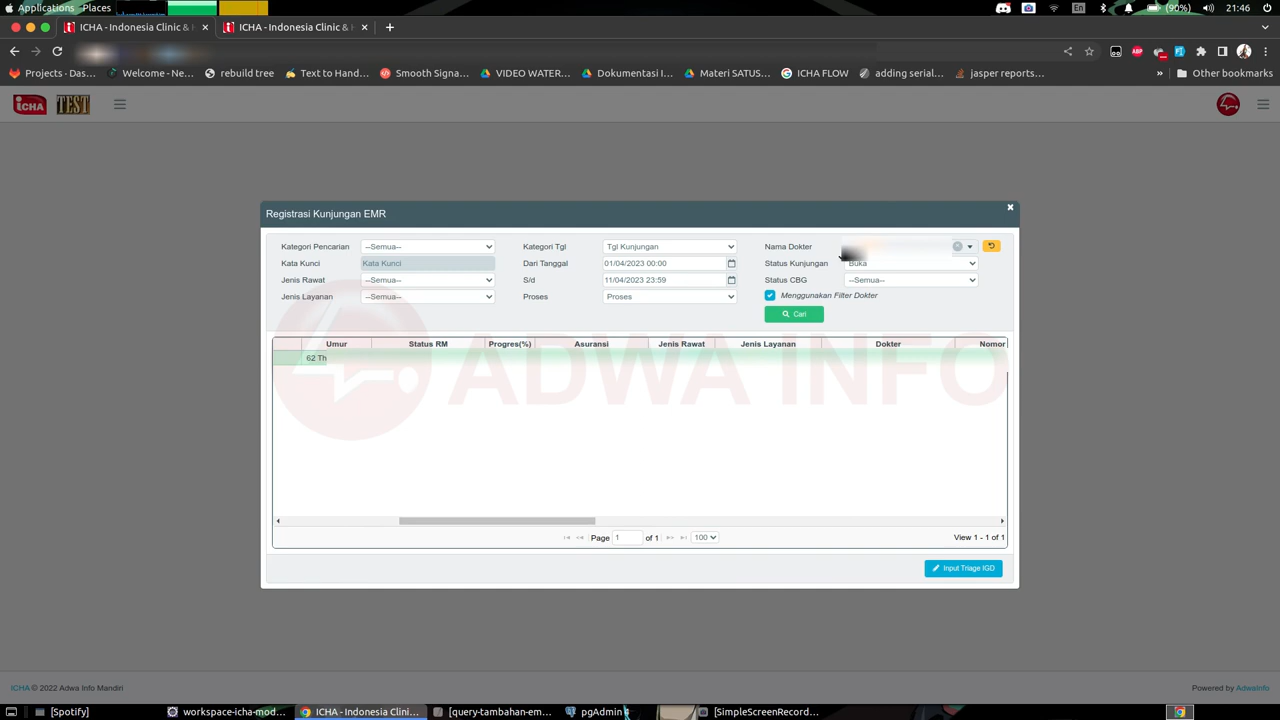 Applications Places En (90%) 21:46
ICHA - Indonesia Clinic & H × ICHA - Indonesia Clinic & H × +
Projects - Das… Welcome - Ne… rebuild tree Text to Hand… Smooth Signa… VIDEO WATER… Dokumentasi I… Materi SATUS… ICHA FLOW adding serial… jasper reports… » Other bookmarks
ICHA TEST
Registrasi Kunjungan EMR
Kategori Pencarian --Semua-- Kategori Tgl Tgl Kunjungan Nama Dokter
Kata Kunci Kata Kunci Dari Tanggal 01/04/2023 00:00 Status Kunjungan Buka
Jenis Rawat --Semua-- S/d 11/04/2023 23:59 Status CBG --Semua--
Jenis Layanan --Semua-- Proses Proses Menggunakan Filter Dokter
Cari
Umur Status RM Progres(%) Asuransi Jenis Rawat Jenis Layanan Dokter Nomor
62 Th
ADWA INFO
Page 1 of 1 100 View 1 - 1 of 1
Input Triage IGD
ICHA © 2022 Adwa Info Mandiri Powered by AdwaInfo
[Spotify] workspace-icha-mod… ICHA - Indonesia Clini… [query-tambahan-em… pgAdmin [SimpleScreenRecord…